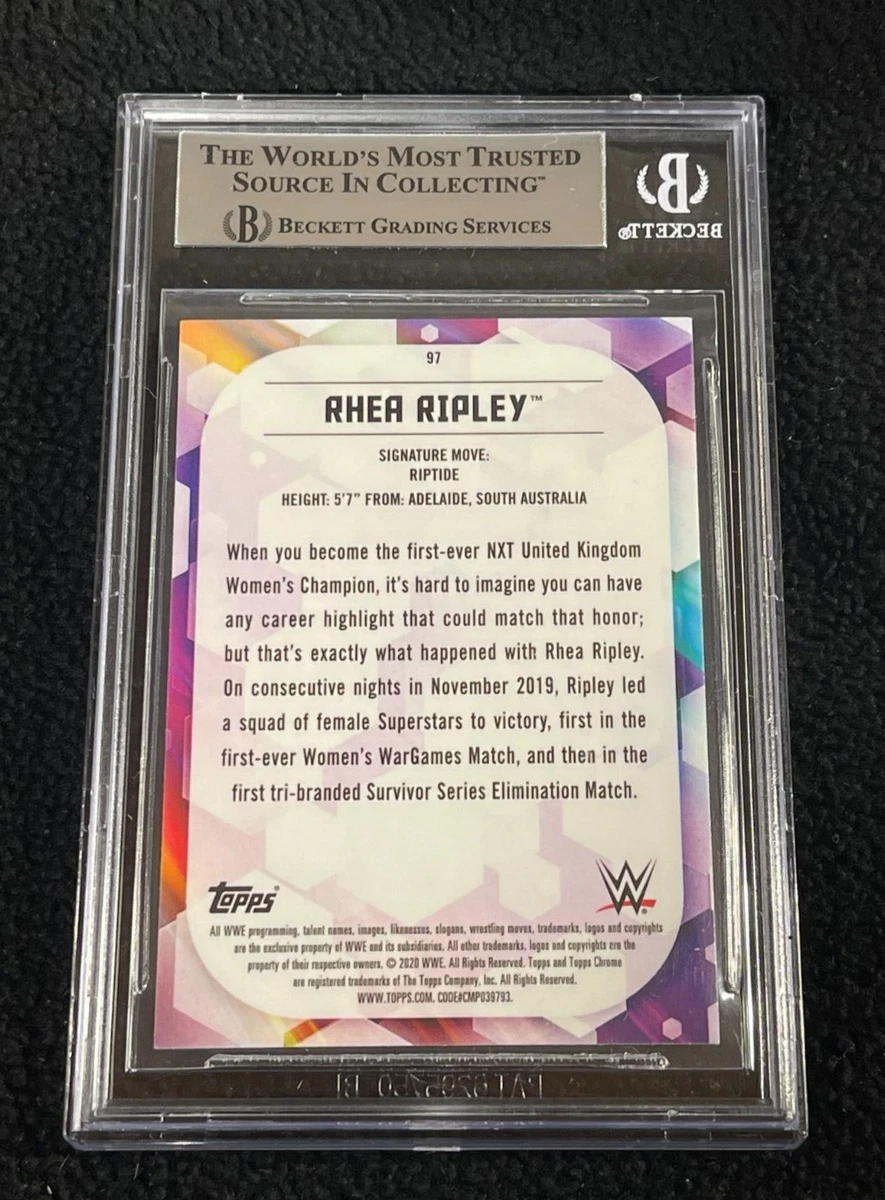 THE WORLD'S MOST TRUSTED
SOURCE IN COLLECTING™
B BECKETT GRADING SERVICES
B
BECKETT®
97
RHEA RIPLEY™
SIGNATURE MOVE:
RIPTIDE
HEIGHT: 5'7" FROM: ADELAIDE, SOUTH AUSTRALIA
When you become the first-ever NXT United Kingdom
Women's Champion, it's hard to imagine you can have
any career highlight that could match that honor;
but that's exactly what happened with Rhea Ripley.
On consecutive nights in November 2019, Ripley led
a squad of female Superstars to victory, first in the
first-ever Women's WarGames Match, and then in the
first tri-branded Survivor Series Elimination Match.
Topps®
W®
All WWE programming, talent names, images, likenesses, slogans, wrestling moves, trademarks, logos and copyrights
are the exclusive property of WWE and its subsidiaries. All other trademarks, logos and copyrights are the
property of their respective owners. © 2020 WWE. All Rights Reserved. Topps and Topps Chrome
are registered trademarks of The Topps Company, Inc. All Rights Reserved.
WWW.TOPPS.COM. CODE#CMP039793.